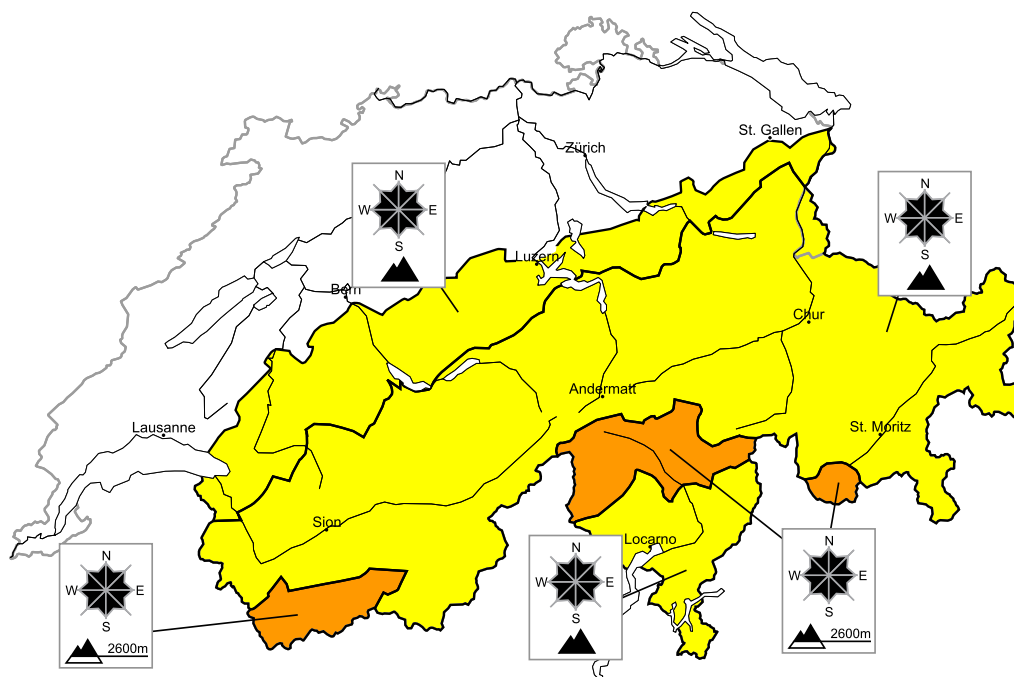 St. Gallen
Zürich
N
W E
S
N
W E
S
Luzern
Bern
Chur
Andermatt
Lausanne
St. Moritz
Sion
Locarno
N
W E
S
2600m
N
W E
S
N
W E
S
2600m